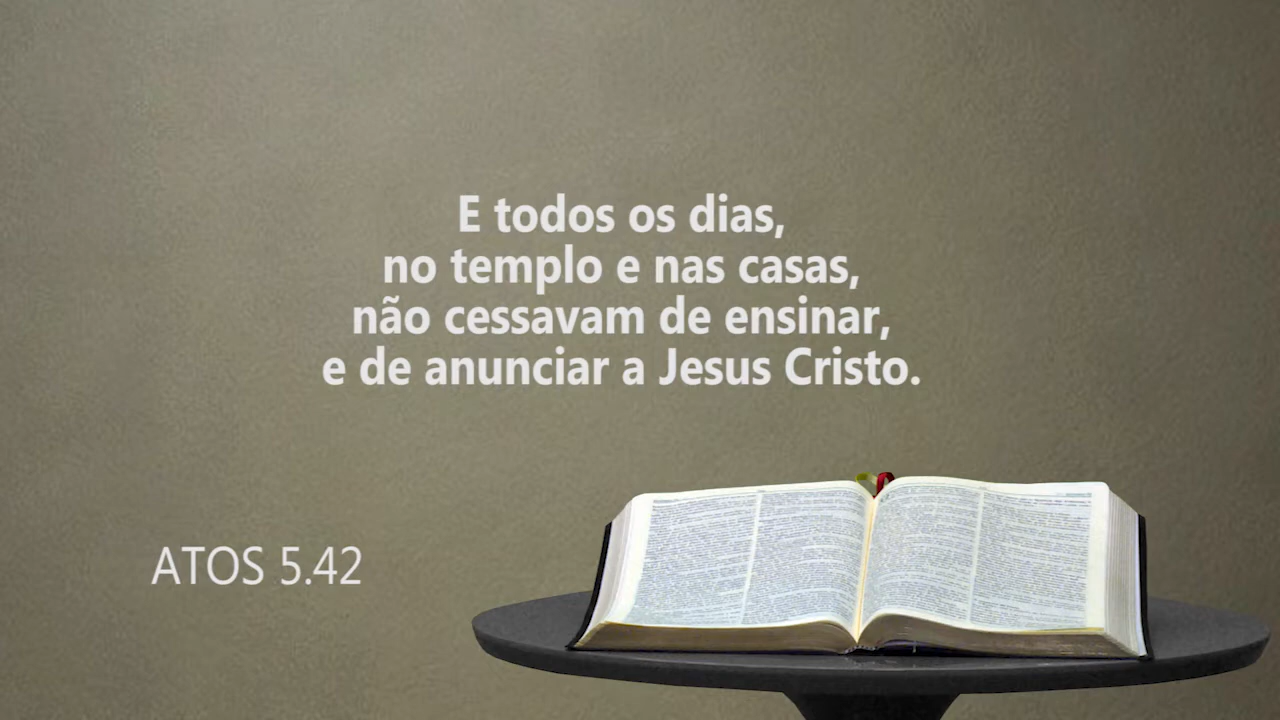 E todos os dias,
no templo e nas casas,
não cessavam de ensinar,
e de anunciar a Jesus Cristo.
ATOS 5.42